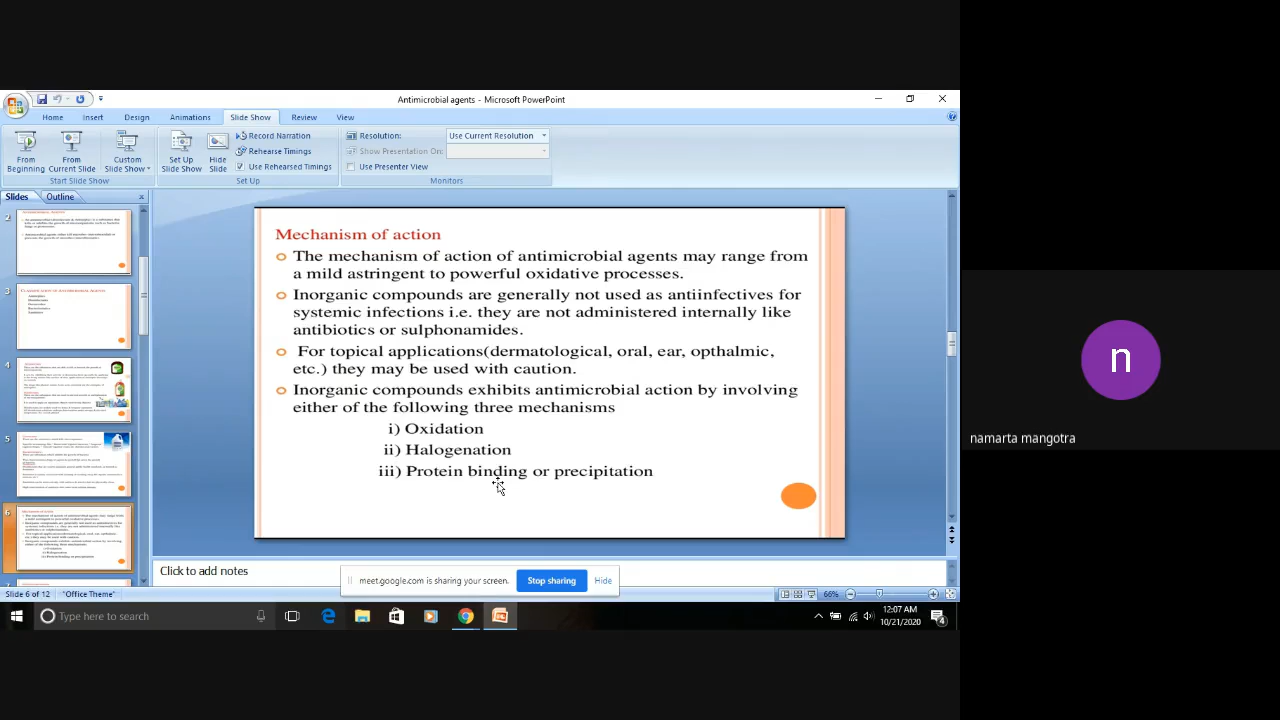 Antimicrobial agents - Microsoft PowerPoint
Home Insert Design Animations Slide Show Review View
From Beginning
From Current Slide
Custom Slide Show
Start Slide Show
Set Up Slide Show
Hide Slide
Record Narration
Rehearse Timings
Use Rehearsed Timings
Set Up
Resolution: Use Current Resolution
Show Presentation On:
Use Presenter View
Monitors
Slides Outline
2
3
4
5
6
7
Mechanism of action
The mechanism of action of antimicrobial agents may range from
a mild astringent to powerful oxidative processes.
Inorganic compounds are generally not used as antiinfectives for
systemic infections i.e. they are not administered internally like
antibiotics or sulphonamides.
For topical applications(dermatological, oral, ear, opthalmic,
etc.) they may be used with caution.
Inorganic compounds exhibits antimicrobial action by involving
either of the following three mechanisms
i) Oxidation
ii) Halogenation
iii) Protein binding or precipitation
Click to add notes
meet.google.com is sharing your screen. Stop sharing Hide
Slide 6 of 12 "Office Theme" 66%
Type here to search
12:07 AM
10/21/2020
4
n
namarta mangotra